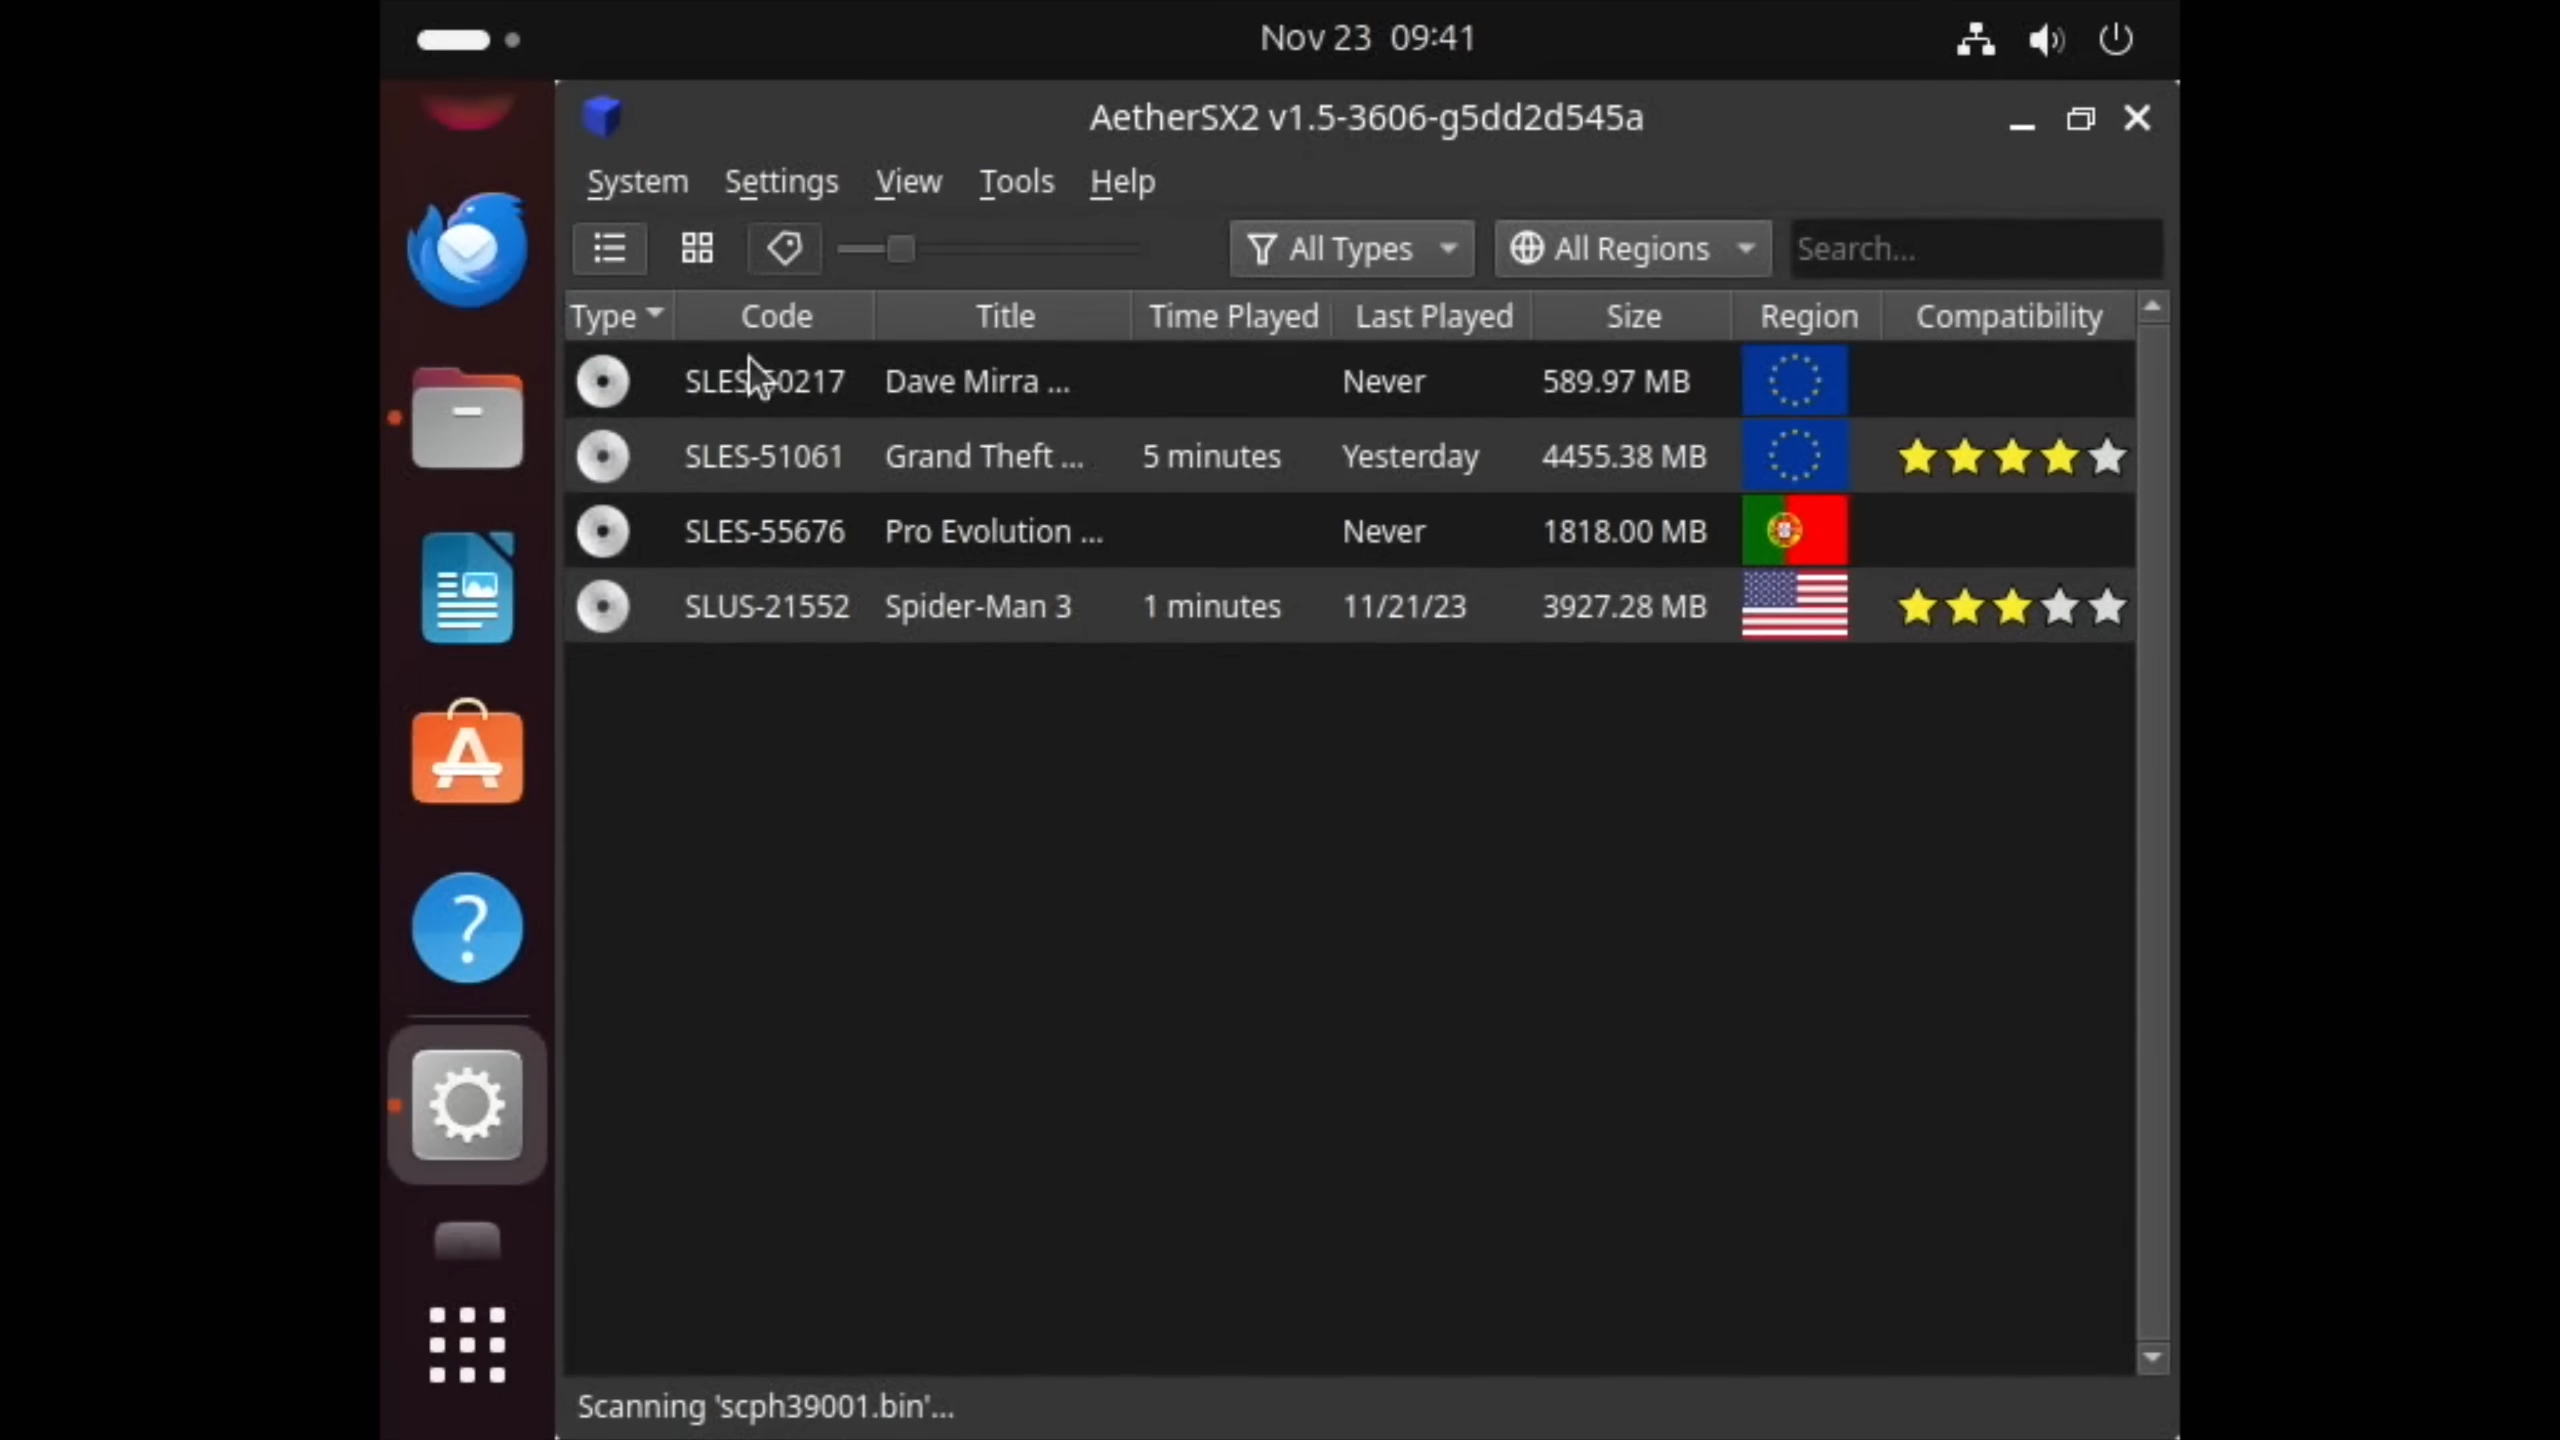 Nov 23 09:41
AetherSX2 v1.5-3606-g5dd2d545a
System Settings View Tools Help
All Types All Regions Search...
Type Code Title Time Played Last Played Size Region Compatibility
Dave Mirra ... Never 589.97 MB
SLES-51061 Grand Theft ... 5 minutes Yesterday 4455.38 MB
SLES-55676 Pro Evolution ... Never 1818.00 MB
SLUS-21552 Spider-Man 3 1 minutes 11/21/23 3927.28 MB
Scanning 'scph39001.bin'...